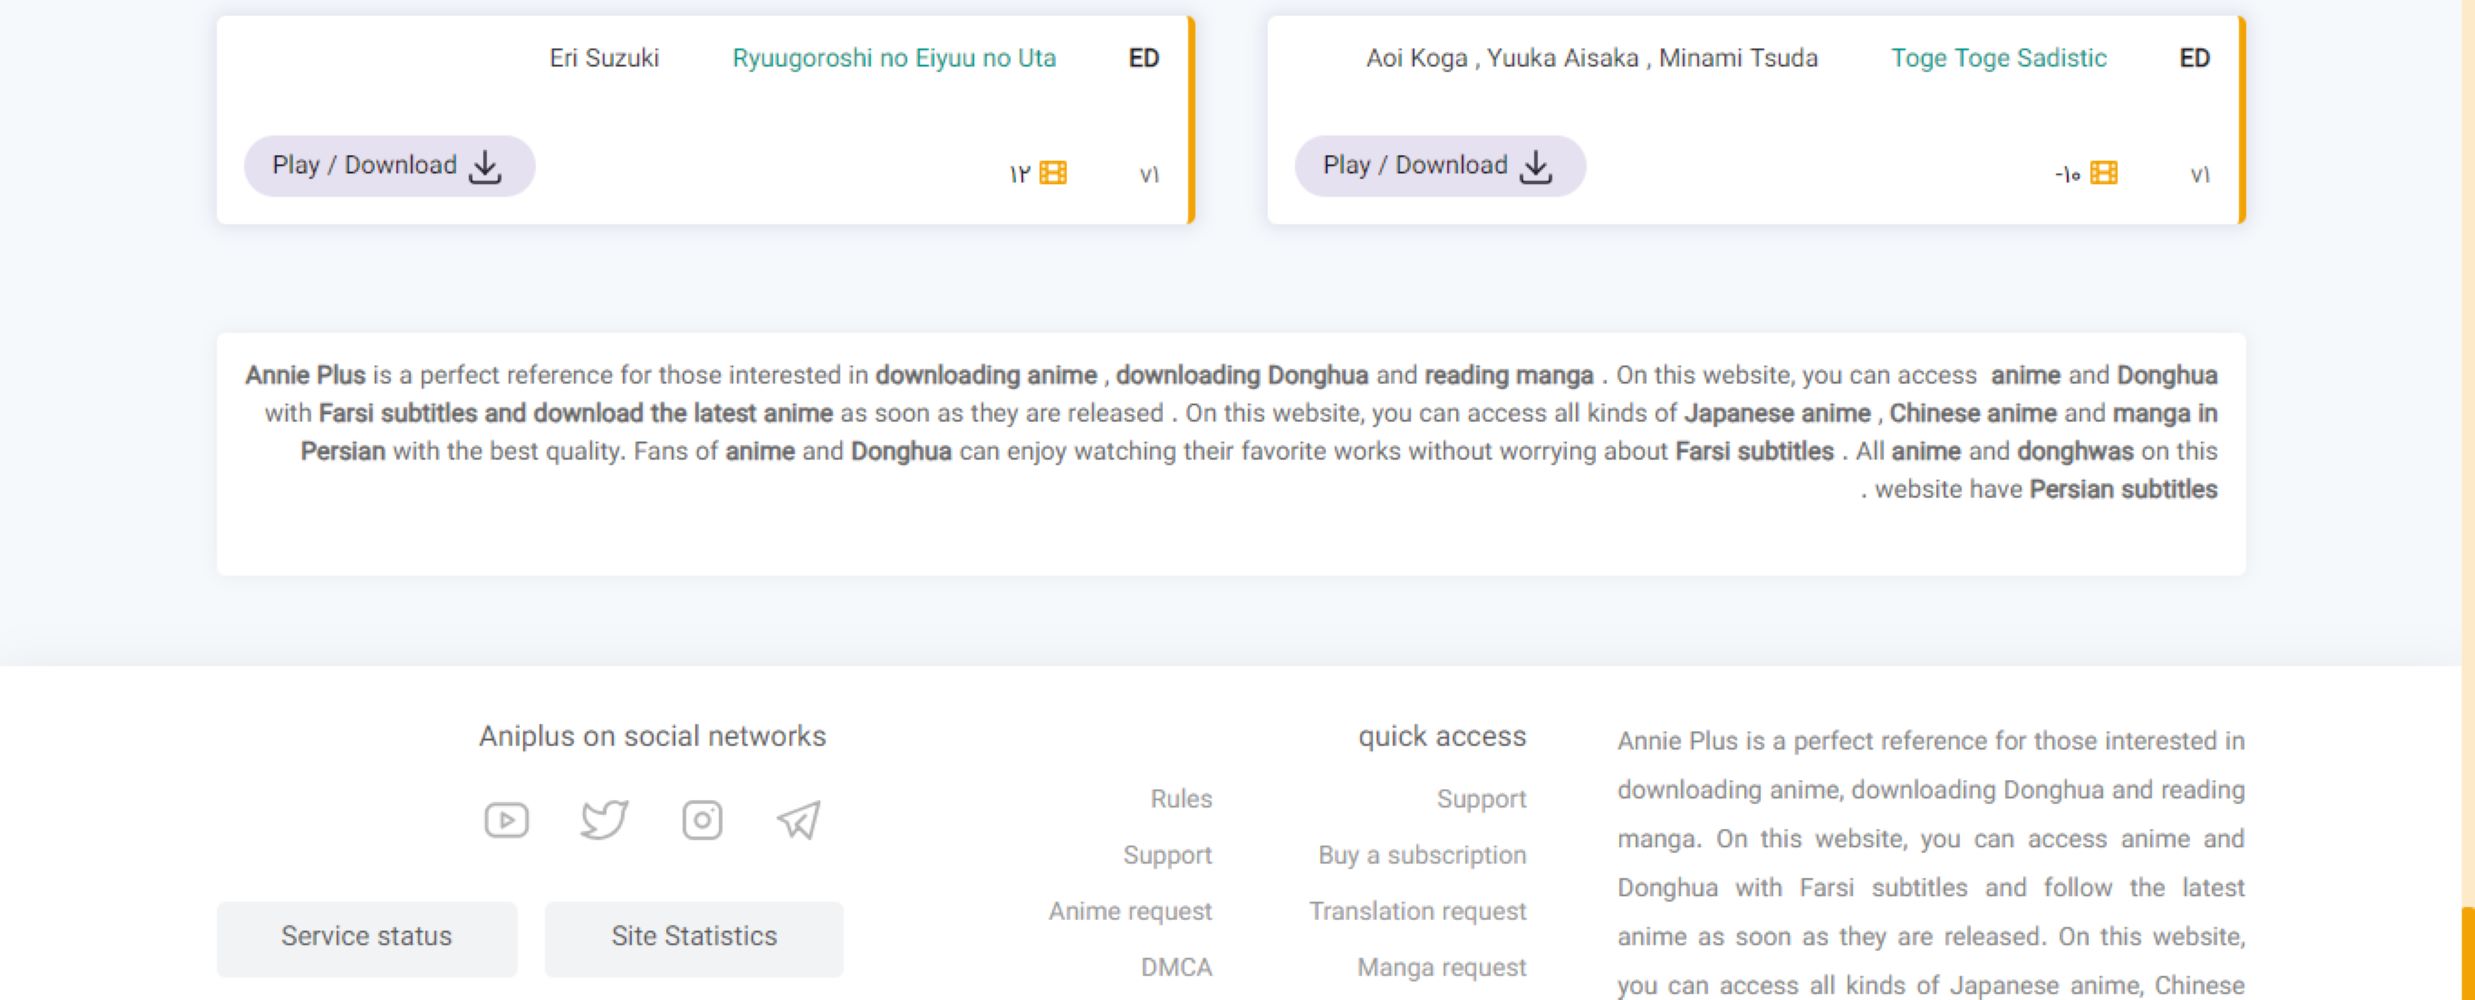 ED Toge Toge Sadistic Aoi Koga , Yuuka Aisaka , Minami Tsuda
۷۱ -۱۰
Play / Download
ED Ryuugoroshi no Eiyuu no Uta Eri Suzuki
۷۱ ۱۲
Play / Download
Annie Plus is a perfect reference for those interested in downloading anime , downloading Donghua and reading manga . On this website, you can access anime and Donghua
with Farsi subtitles and download the latest anime as soon as they are released . On this website, you can access all kinds of Japanese anime , Chinese anime and manga in
Persian with the best quality. Fans of anime and Donghua can enjoy watching their favorite works without worrying about Farsi subtitles . All anime and donghwas on this
. website have Persian subtitles
Annie Plus is a perfect reference for those interested in
downloading anime, downloading Donghua and reading
manga. On this website, you can access anime and
Donghua with Farsi subtitles and follow the latest
anime as soon as they are released. On this website,
you can access all kinds of Japanese anime, Chinese
quick access
Support
Buy a subscription
Translation request
Manga request
Rules
Support
Anime request
DMCA
Aniplus on social networks
Site Statistics
Service status